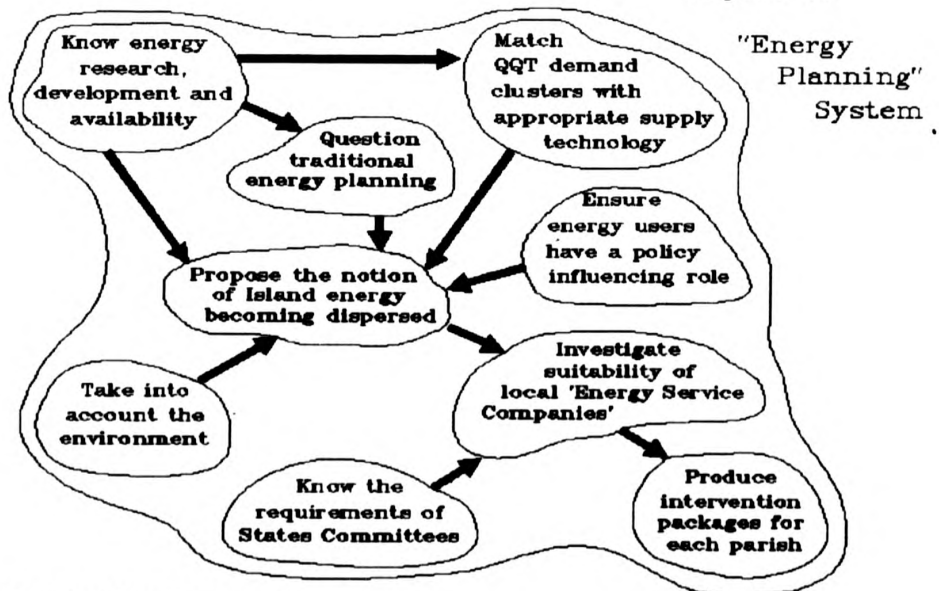 Know energy
research,
development and
availability
Match
QQT demand
clusters with
appropriate supply
technology
"Energy
Planning"
System
Question
traditional
energy planning
Ensure
energy users
have a policy
influencing role
Propose the notion
of Island energy
becoming dispersed
Investigate
suitability of
local 'Energy Service
Companies'
Take into
account the
environment
Know the
requirements of
States Committees
Produce
intervention
packages for
each parish